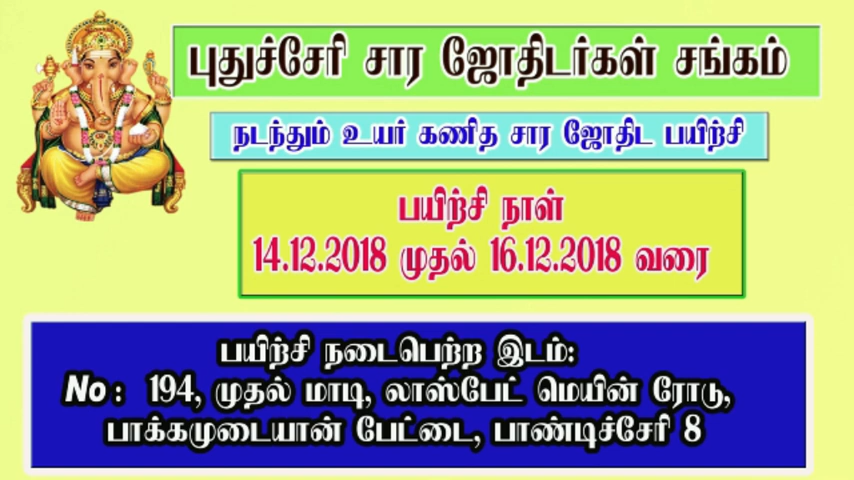 புதுச்சேரி சார ஜோதிடர்கள் சங்கம்
நடந்தும் உயர் கணித சார ஜோதிட பயிற்சி
பயிற்சி நாள்
14.12.2018 முதல் 16.12.2018 வரை
பயிற்சி நடைபெற்ற இடம்:
No : 194, முதல் மாடி, லாஸ்பேட் மெயின் ரோடு,
பாக்கமுடையான் பேட்டை, பாண்டிச்சேரி 8